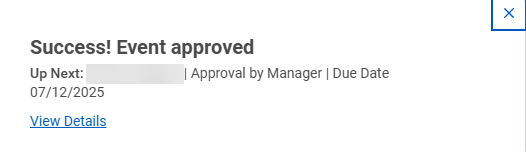 Success! Event approved
Up Next: | Approval by Manager | Due Date
07/12/2025
View Details